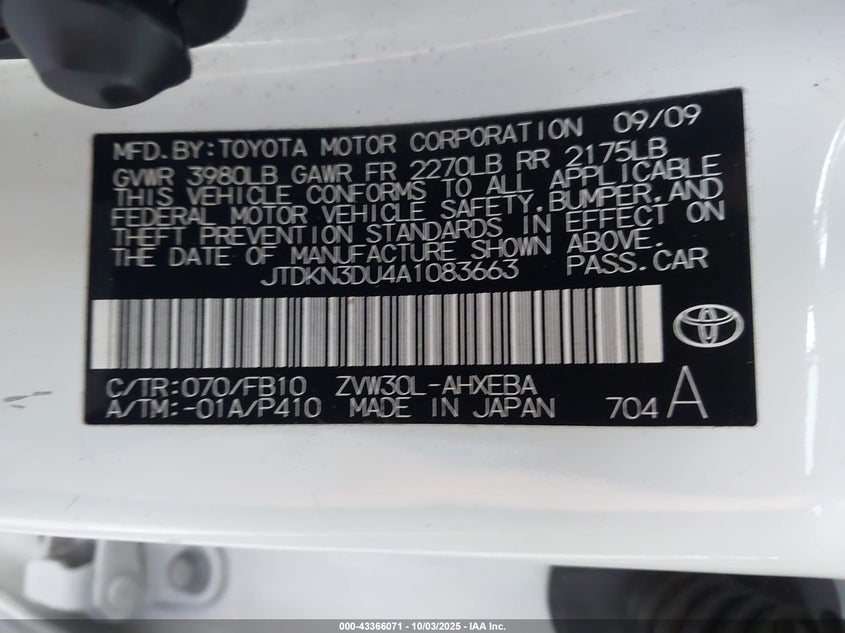 MFD.BY:TOYOTA MOTOR CORPORATION 09/09
GVWR 3980LB GAWR FR 2270LB RR 2175LB
THIS VEHICLE CONFORMS TO ALL APPLICABLE
FEDERAL MOTOR VEHICLE SAFETY,BUMPER,AND
THEFT PREVENTION STANDARDS IN EFFECT ON
THE DATE OF MANUFACTURE SHOWN ABOVE.
JTDKN3DU4A1083663 PASS.CAR
C/TR:070/FB10 ZVW30L-AHXEBA
A/TM:-01A/P410 MADE IN JAPAN 704 A
000-43366071 - 10/03/2025 - IAA Inc.